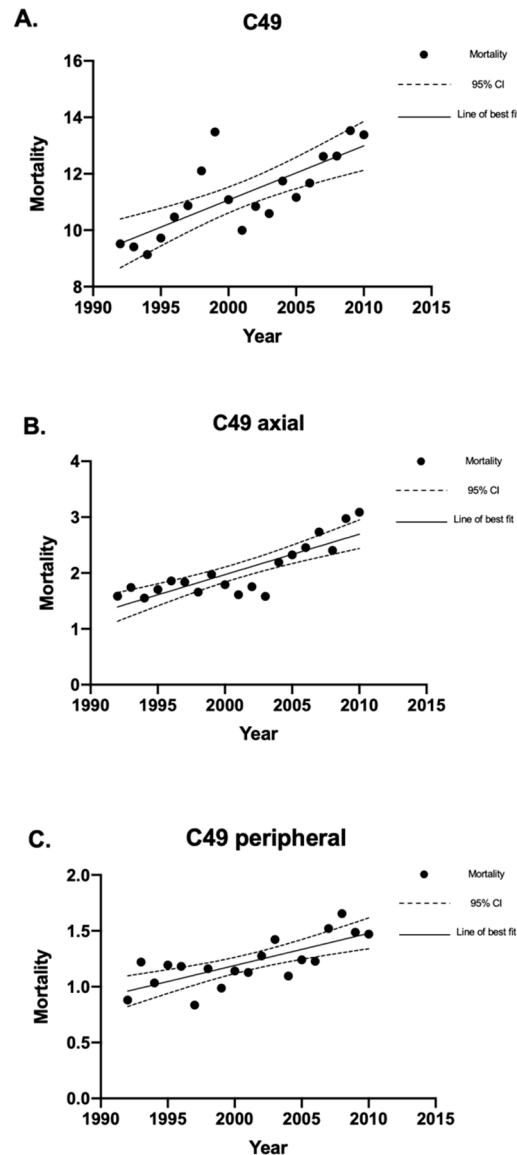 A.
C49
Mortality
95% CI
Line of best fit
16
14
12
10
8
Mortality
1990
1995
2000
2005
2010
2015
Year
B.
C49 axial
Mortality
95% CI
Line of best fit
4
3
2
1
0
Mortality
1990
1995
2000
2005
2010
2015
Year
C.
C49 peripheral
Mortality
95% CI
Line of best fit
2.0
1.5
1.0
0.5
0.0
Mortality
1990
1995
2000
2005
2010
2015
Year